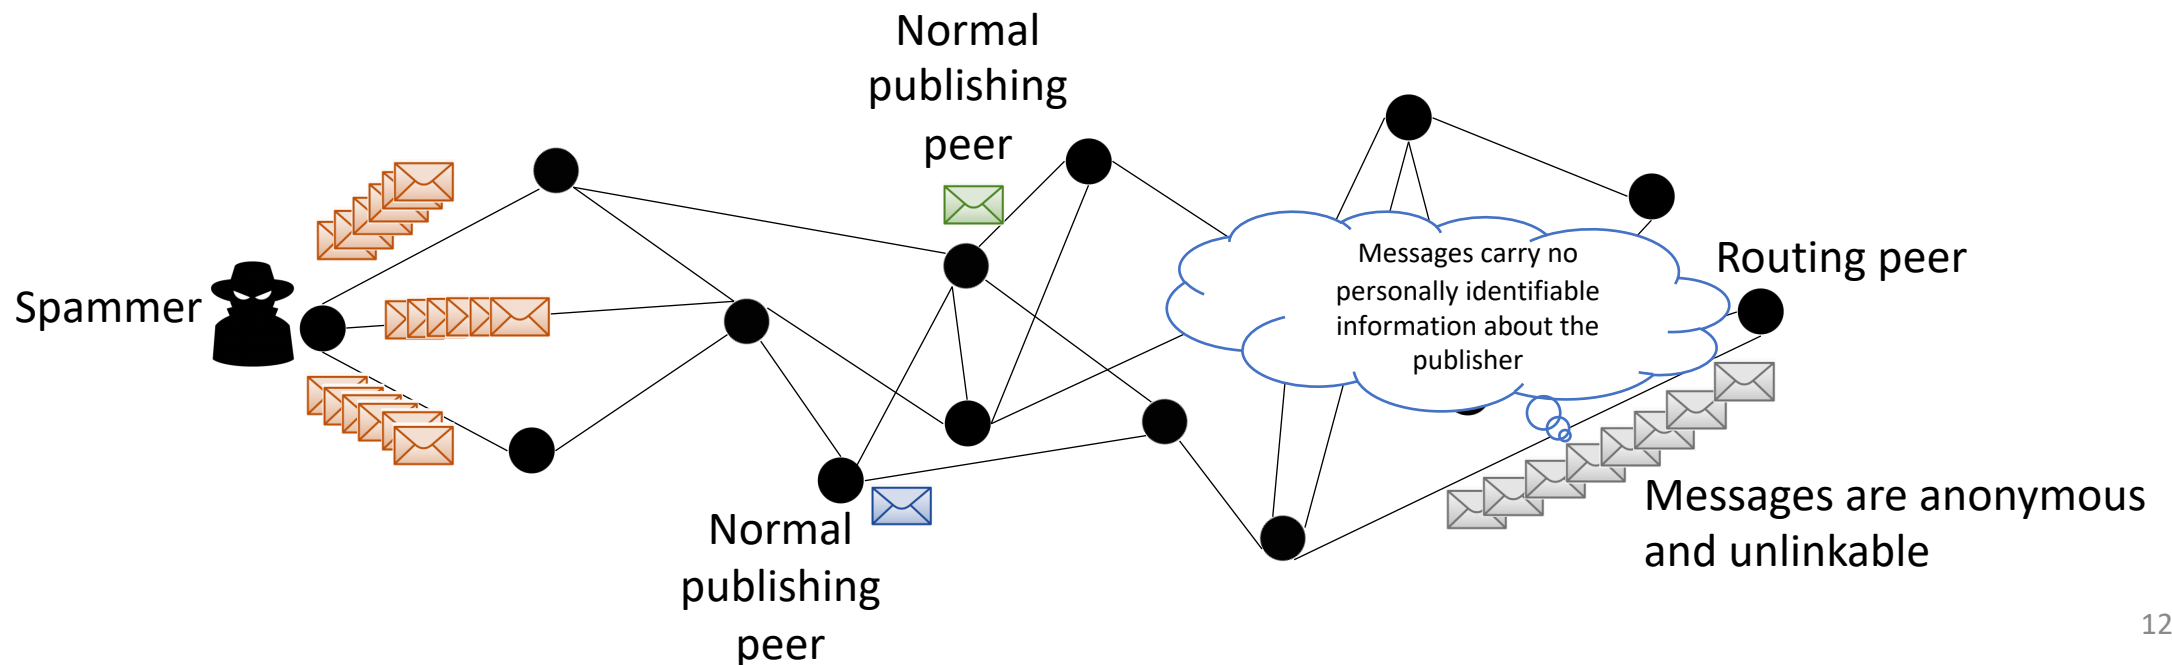 Normal
publishing
peer
Spammer
Messages carry no
personally identifiable
information about the
publisher
Routing peer
Messages are anonymous
and unlinkable
Normal
publishing
peer
12